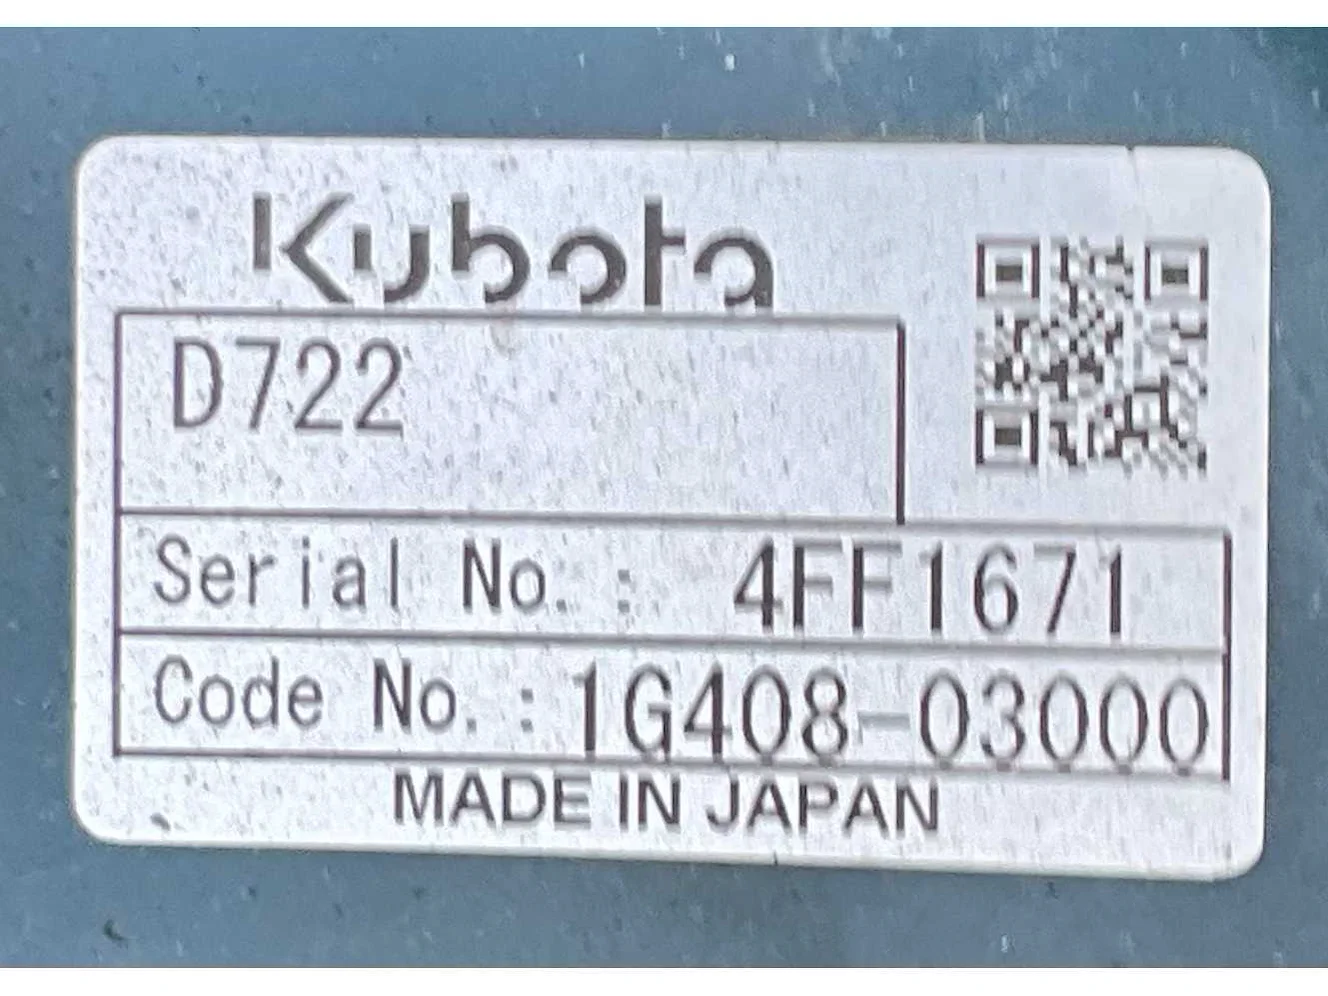 Kubota
D722
Serial No. : 4FF1671
Code No. : 1G408-03000
MADE IN JAPAN